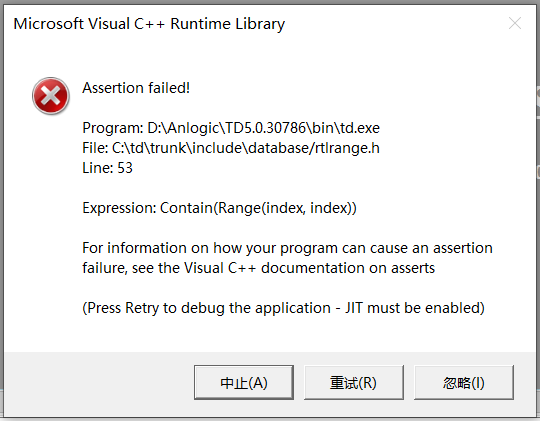 Microsoft Visual C++ Runtime Library
Assertion failed!
Program: D:\Anlogic\TD5.0.30786\bin\td.exe
File: C:\td\trunk\include\database/rtlrange.h
Line: 53
Expression: Contain(Range(index, index))
For information on how your program can cause an assertion
failure, see the Visual C++ documentation on asserts
(Press Retry to debug the application - JIT must be enabled)
中止(A)
重试(R)
忽略(I)